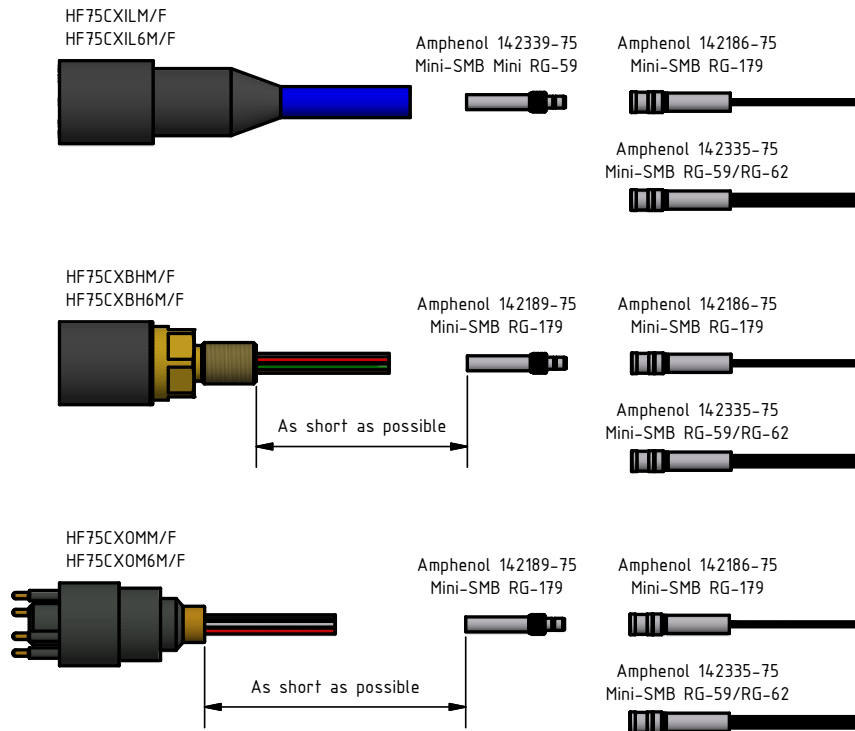 HF75CXILM/F
HF75CXIL6M/F
Amphenol 142339-75
Mini-SMB Mini RG-59
Amphenol 142186-75
Mini-SMB RG-179
Amphenol 142335-75
Mini-SMB RG-59/RG-62
HF75CXBHM/F
HF75CXBH6M/F
Amphenol 142189-75
Mini-SMB RG-179
Amphenol 142186-75
Mini-SMB RG-179
As short as possible
Amphenol 142335-75
Mini-SMB RG-59/RG-62
HF75CXOMM/F
HF75CXOM6M/F
Amphenol 142189-75
Mini-SMB RG-179
Amphenol 142186-75
Mini-SMB RG-179
As short as possible
Amphenol 142335-75
Mini-SMB RG-59/RG-62